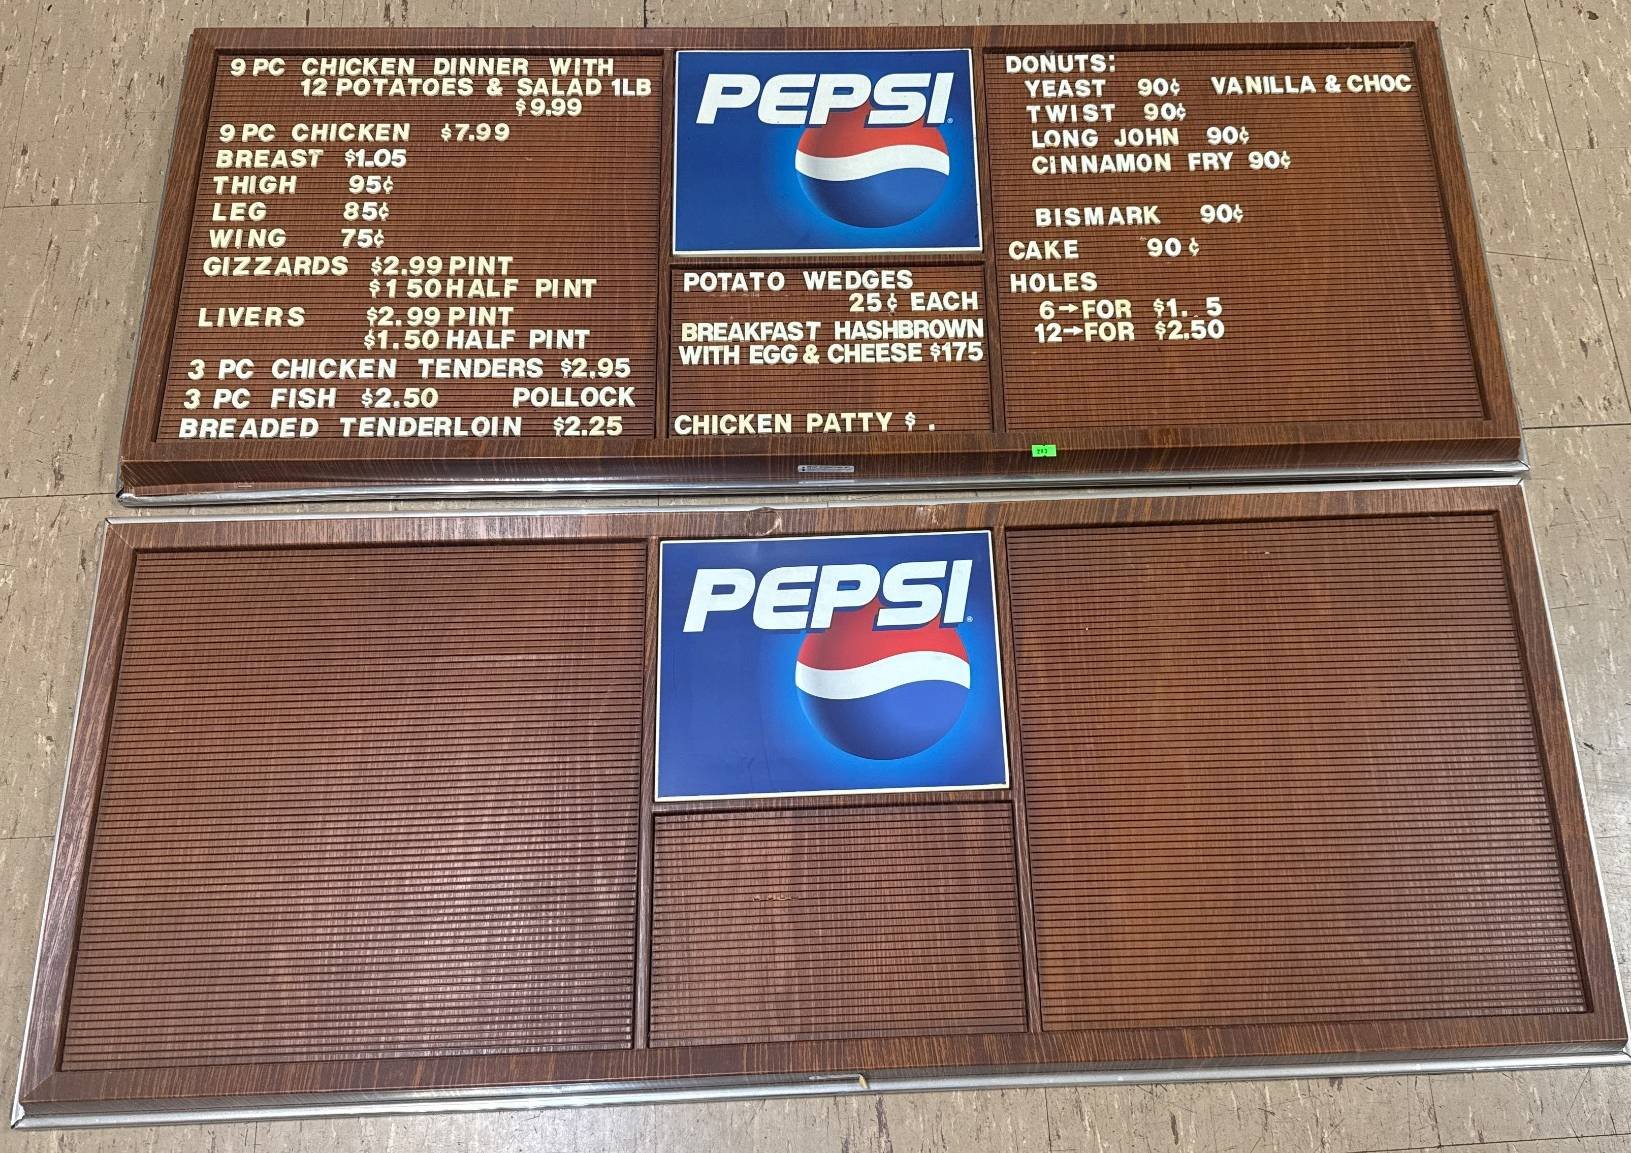 9 PC CHICKEN DINNER WITH
12 POTATOES & SALAD 1LB
$9.99
9 PC CHICKEN $7.99
BREAST $1.05
THIGH 95¢
LEG 85¢
WING 75¢
GIZZARDS $2.99 PINT
$1 50 HALF PINT
LIVERS $2.99 PINT
$1.50 HALF PINT
3 PC CHICKEN TENDERS $2.95
3 PC FISH $2.50 POLLOCK
BREADED TENDERLOIN $2.25
PEPSI®
POTATO WEDGES
25¢ EACH
BREAKFAST HASHBROWN
WITH EGG & CHEESE $175
CHICKEN PATTY $ .
DONUTS:
YEAST 90¢ VANILLA & CHOC
TWIST 90¢
LONG JOHN 90¢
CINNAMON FRY 90¢
BISMARK 90¢
CAKE 90¢
HOLES
6→FOR $1. 5
12→FOR $2.50
PEPSI®